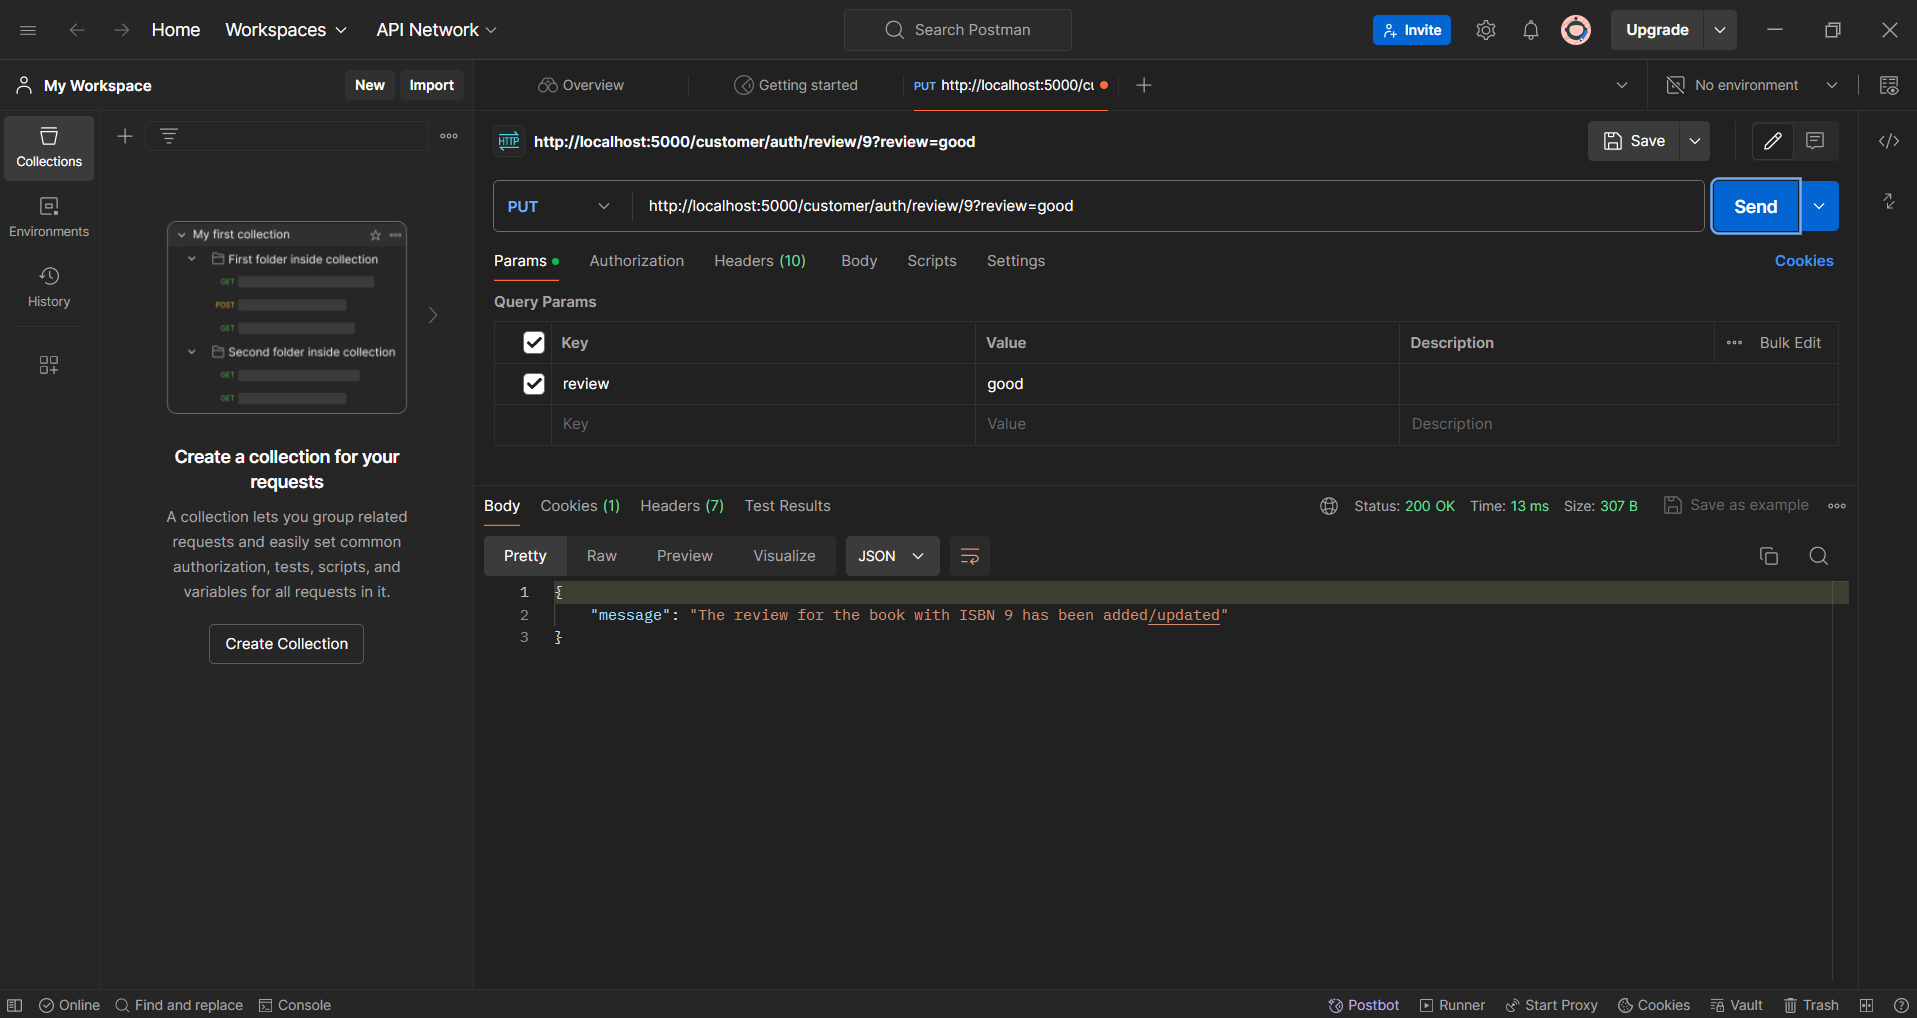 Home
Workspaces
API Network
Search Postman
Invite
Upgrade
My Workspace
New
Import
Overview
Getting started
PUT http://localhost:5000/cu
No environment
Collections
Environments
History
My first collection
First folder inside collection
GET
POST
GET
Second folder inside collection
GET
GET
Create a collection for your
requests
A collection lets you group related
requests and easily set common
authorization, tests, scripts, and
variables for all requests in it.
Create Collection
HTTP http://localhost:5000/customer/auth/review/9?review=good
Save
PUT http://localhost:5000/customer/auth/review/9?review=good
Send
Params Authorization Headers (10) Body Scripts Settings
Cookies
Query Params
Key Value Description Bulk Edit
review good
Key Value Description
Body Cookies (1) Headers (7) Test Results
Status: 200 OK Time: 13 ms Size: 307 B Save as example
Pretty Raw Preview Visualize JSON
1 {
2 "message": "The review for the book with ISBN 9 has been added/updated"
3 }
Online Find and replace Console
Postbot Runner Start Proxy Cookies Vault Trash